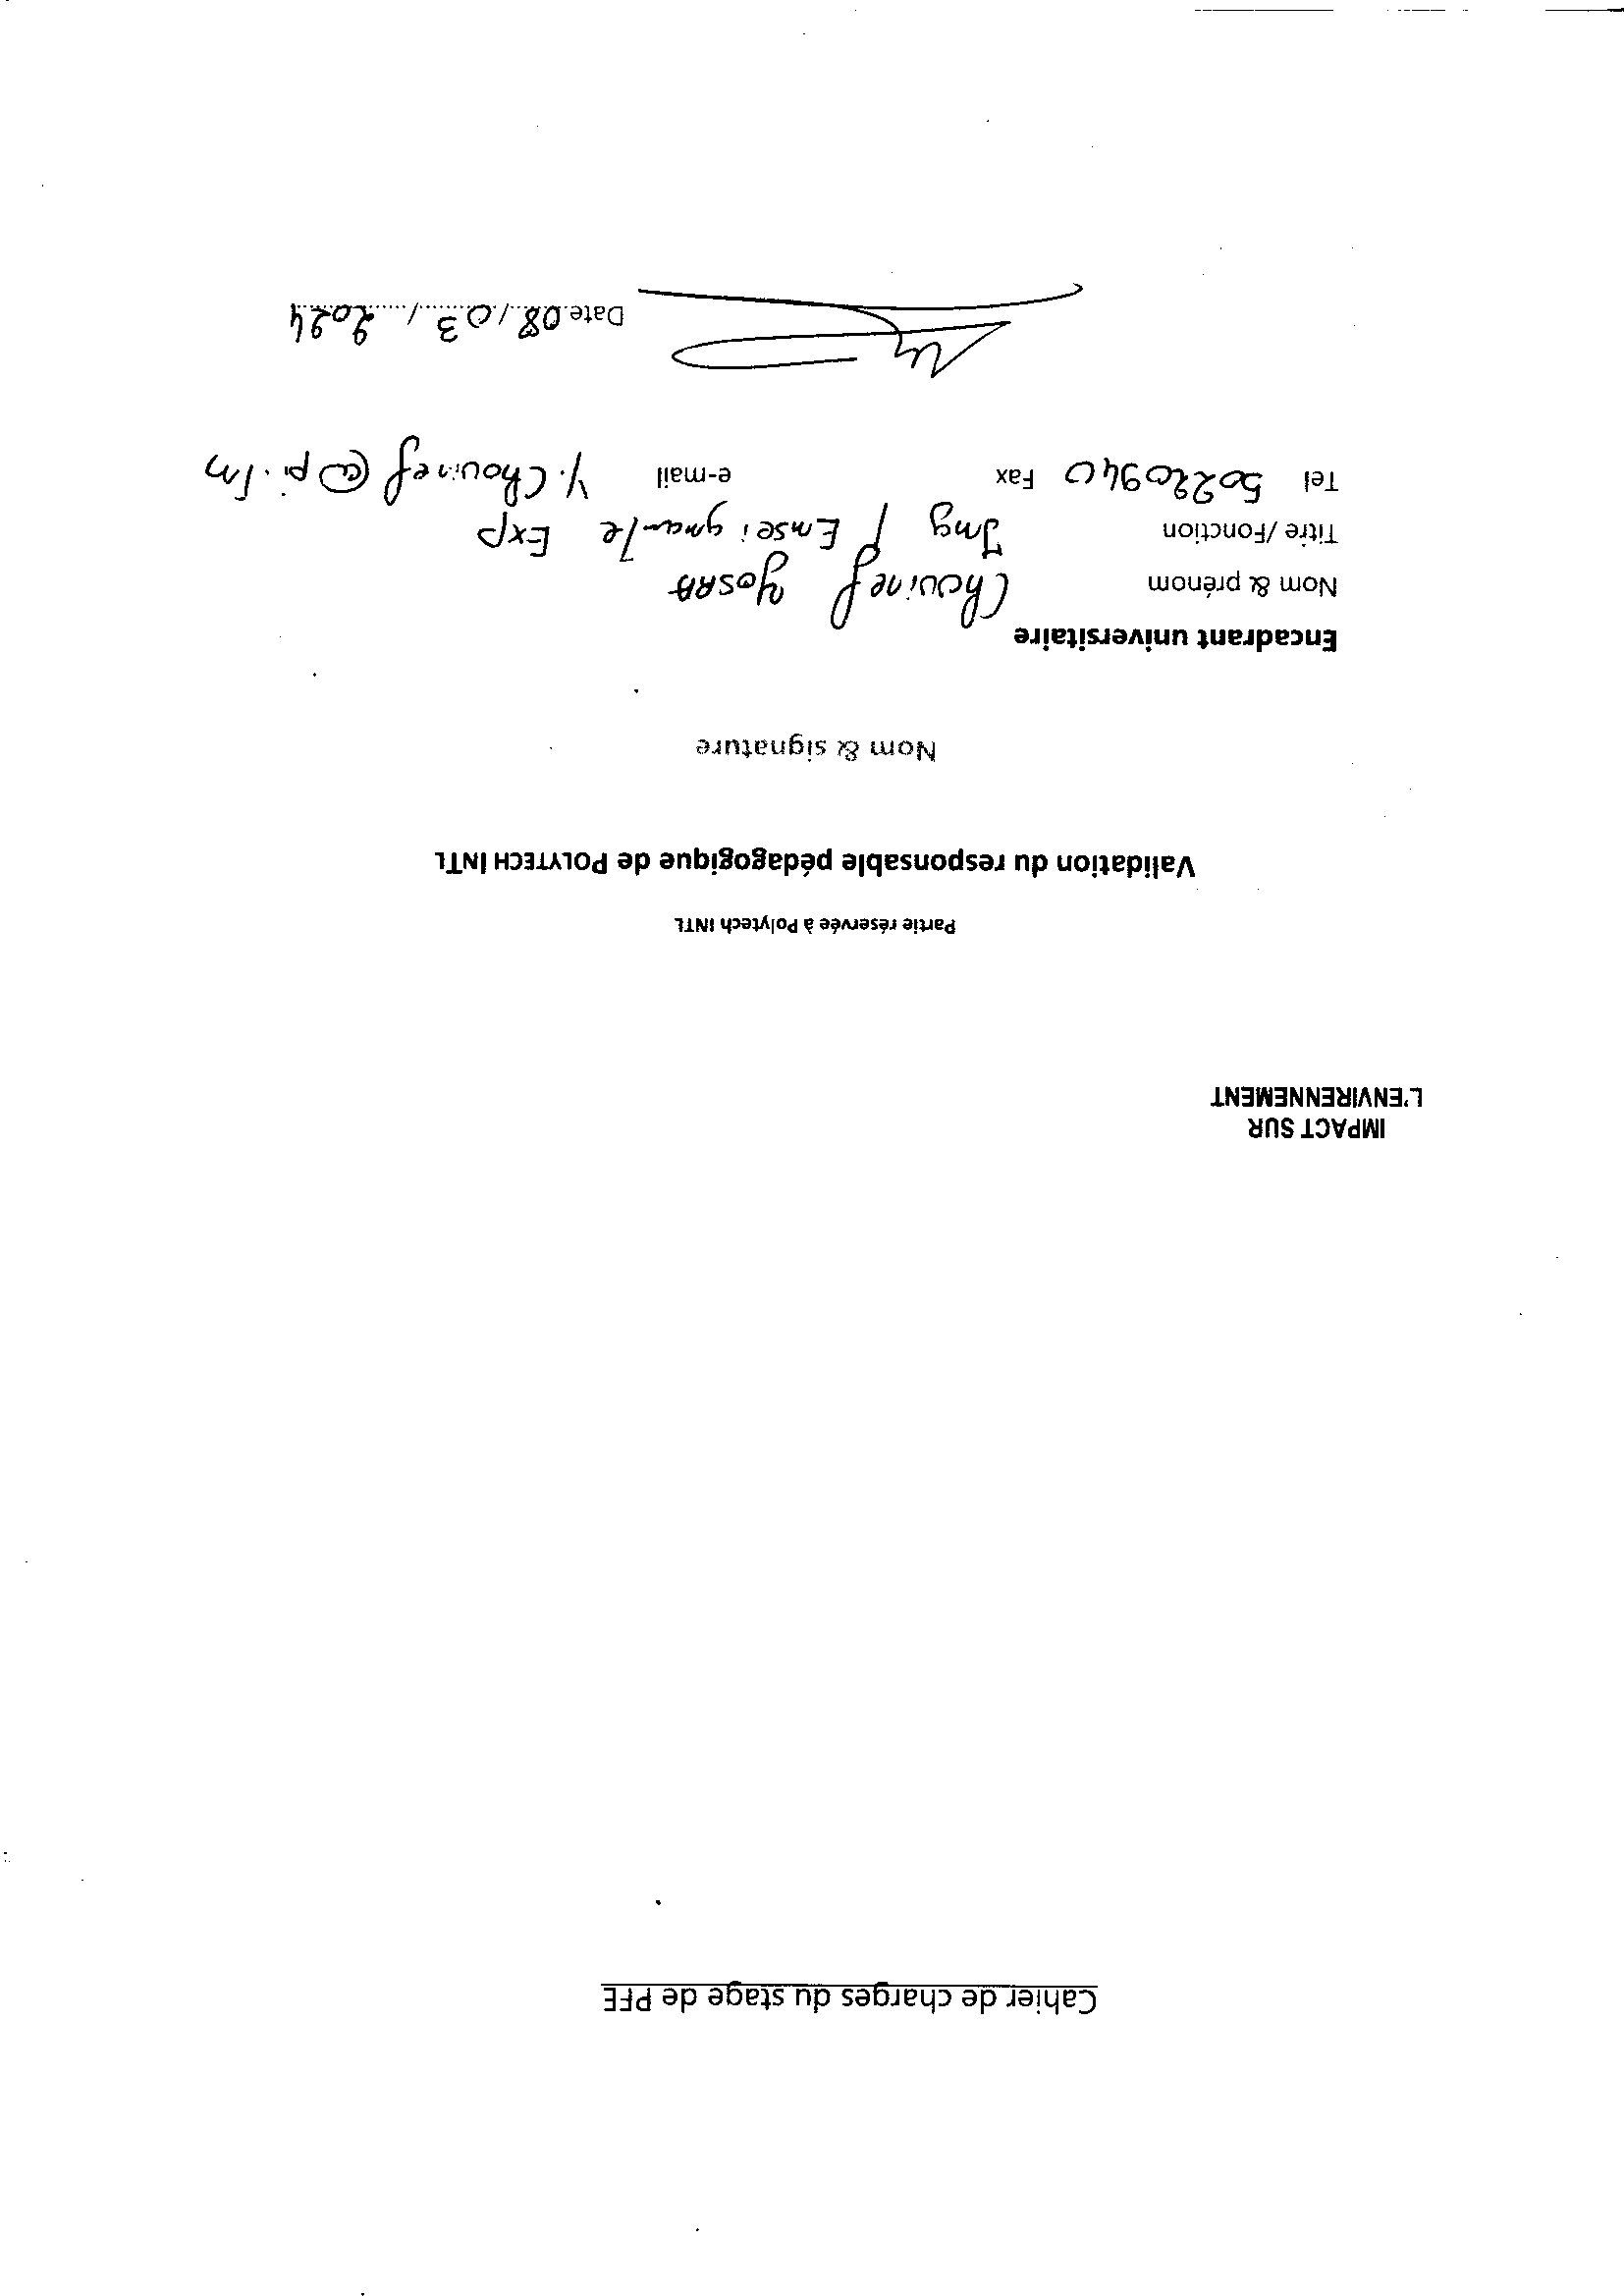 Cahier de charges du stage de PFE
IMPACT SUR
L'ENVIRENNEMENT
Partie réservée à Polytech INTL
Validation du responsable pédagogique de POLYTECH INTL
Nom & signature
Encadrant universitaire
Nom & prénom Chouinef Yosra
Titre /Fonction Ing / Enseignante Exp
Tel 50220940 Fax e-mail y.Chouinef@pi.tn
Date 08/03/2024